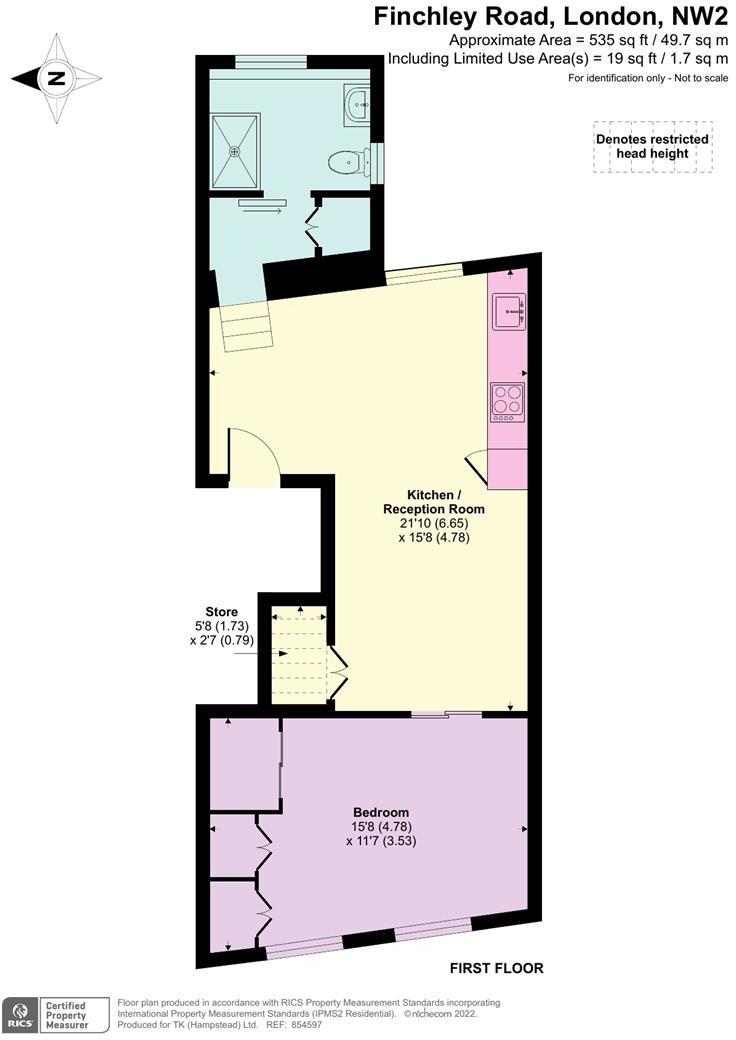 Finchley Road, London, NW2
Approximate Area = 535 sq ft / 49.7 sq m
Including Limited Use Area(s) = 19 sq ft / 1.7 sq m
For identification only - Not to scale
N
Denotes restricted
head height
Kitchen /
Reception Room
21'10 (6.65)
x 15'8 (4.78)
Store
5'8 (1.73)
x 2'7 (0.79)
Bedroom
15'8 (4.78)
x 11'7 (3.53)
FIRST FLOOR
RICS
Certified
Property
Measurer
Floor plan produced in accordance with RICS Property Measurement Standards incorporating
International Property Measurement Standards (IPMS2 Residential). ©nıchecom 2022.
Produced for TK (Hampstead) Ltd. REF: 854597